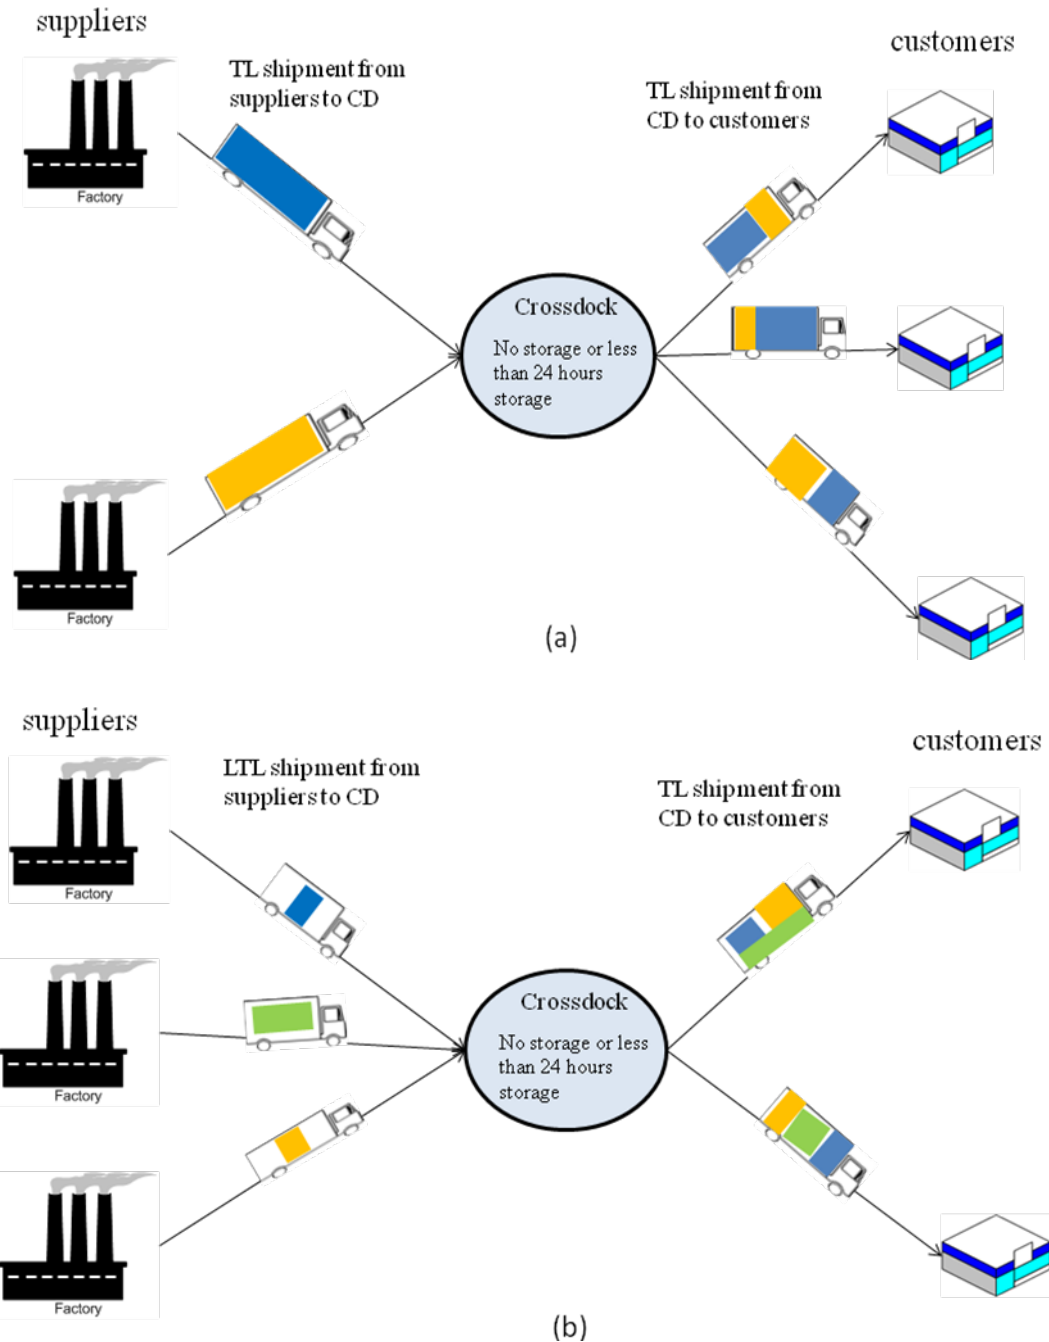 suppliers
customers
TL shipment from
suppliers to CD
TL shipment from
CD to customers
Factory
Crossdock
No storage or less
than 24 hours
storage
Factory
(a)
suppliers
customers
LTL shipment from
suppliers to CD
TL shipment from
CD to customers
Factory
Crossdock
No storage or less
than 24 hours
storage
Factory
Factory
(b)